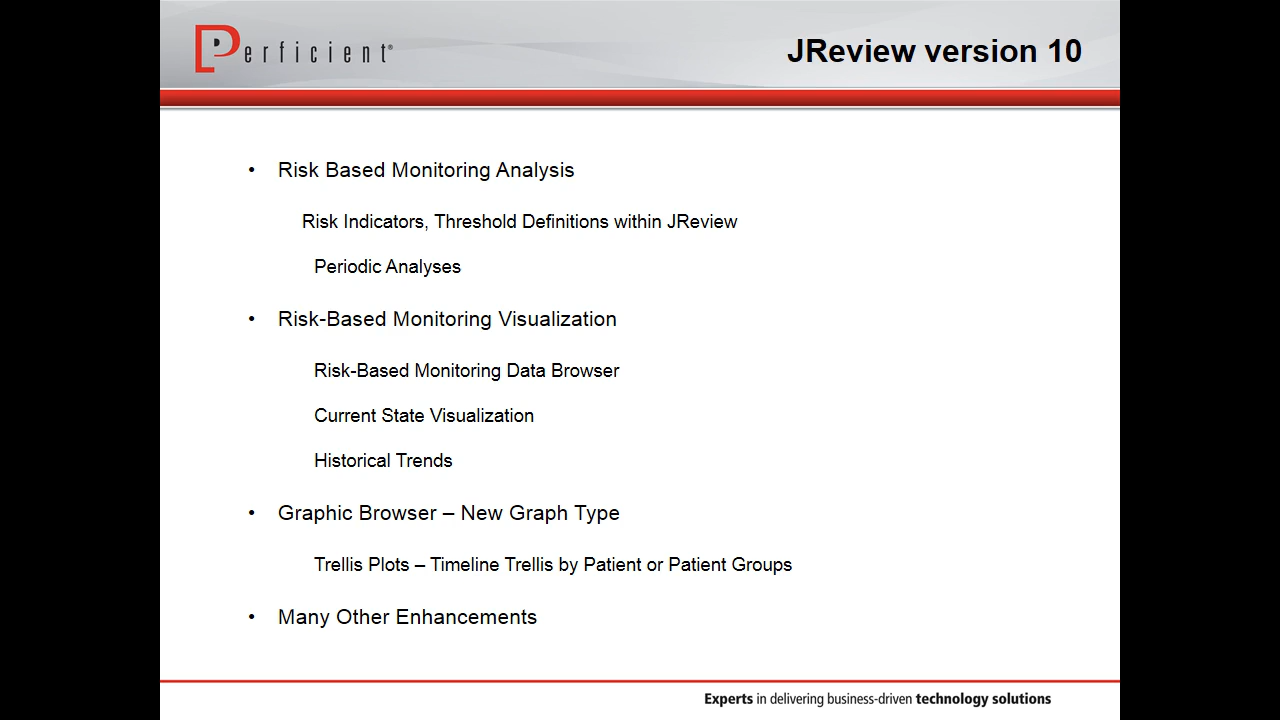 Perficient®
JReview version 10
• Risk Based Monitoring Analysis
Risk Indicators, Threshold Definitions within JReview
Periodic Analyses
• Risk-Based Monitoring Visualization
Risk-Based Monitoring Data Browser
Current State Visualization
Historical Trends
• Graphic Browser – New Graph Type
Trellis Plots – Timeline Trellis by Patient or Patient Groups
• Many Other Enhancements
Experts in delivering business-driven technology solutions